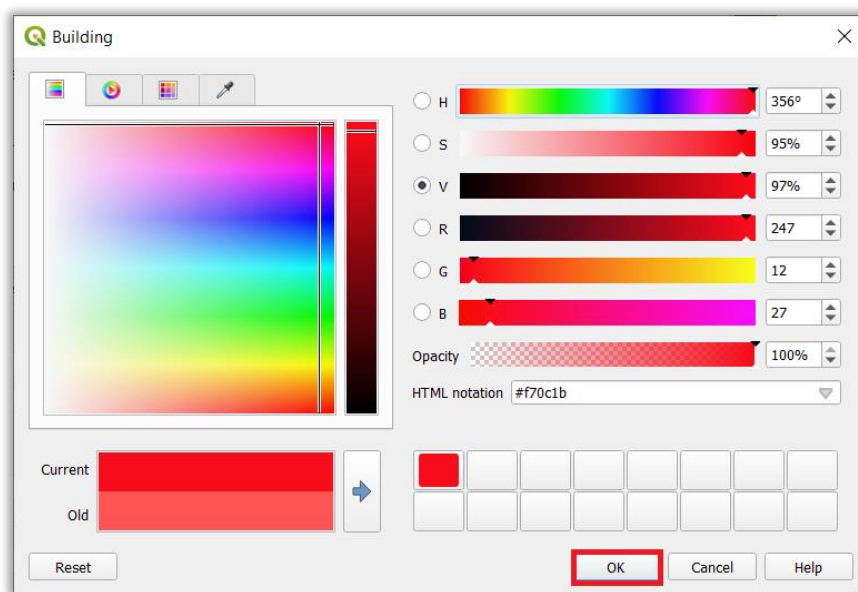 Building
H 356°
S 95%
V 97%
R 247
G 12
B 27
Opacity 100%
HTML notation #f70c1b
Current
Old
Reset OK Cancel Help